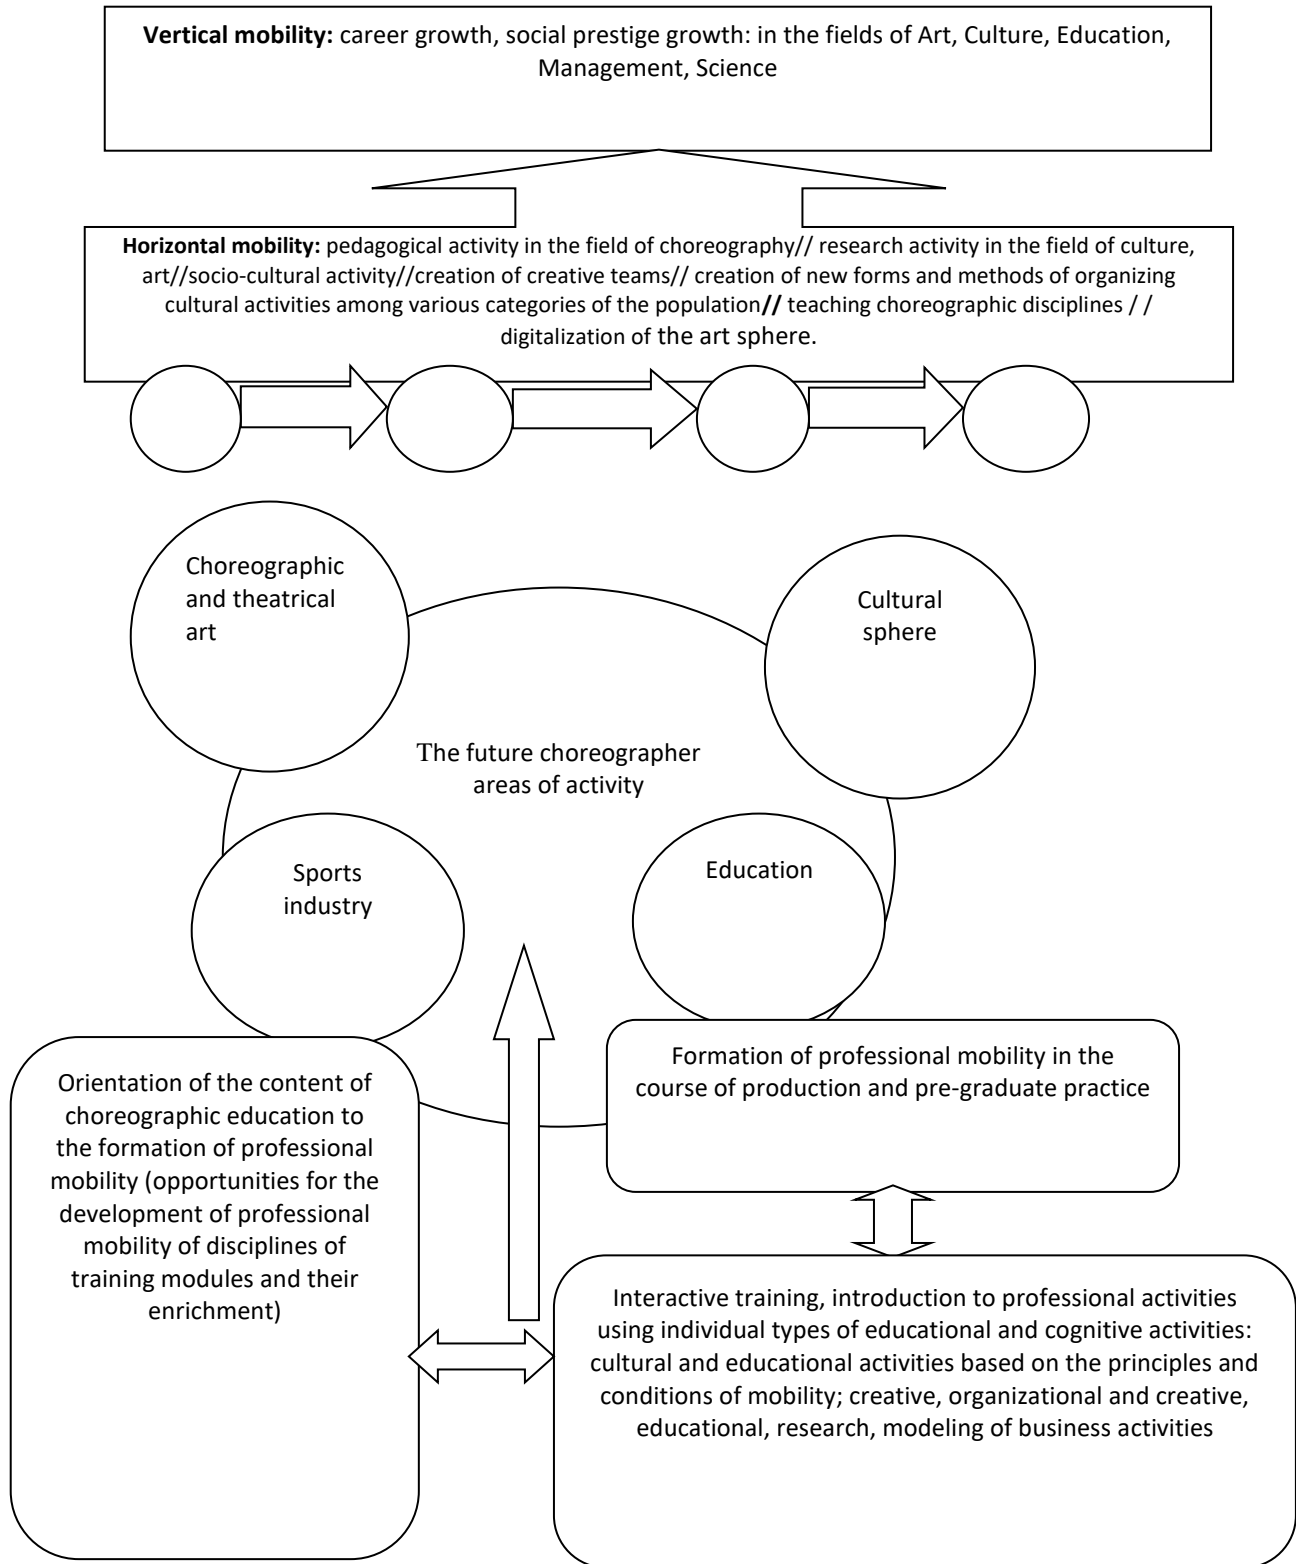 Vertical mobility: career growth, social prestige growth: in the fields of Art, Culture, Education,
Management, Science
Horizontal mobility: pedagogical activity in the field of choreography// research activity in the field of culture,
art//socio-cultural activity//creation of creative teams// creation of new forms and methods of organizing
cultural activities among various categories of the population// teaching choreographic disciplines / /
digitalization of the art sphere.
Choreographic
and theatrical
art
Cultural
sphere
The future choreographer
areas of activity
Sports
industry
Education
Formation of professional mobility in the
course of production and pre-graduate practice
Orientation of the content of
choreographic education to
the formation of professional
mobility (opportunities for the
development of professional
mobility of disciplines of
training modules and their
enrichment)
Interactive training, introduction to professional activities
using individual types of educational and cognitive activities:
cultural and educational activities based on the principles and
conditions of mobility; creative, organizational and creative,
educational, research, modeling of business activities